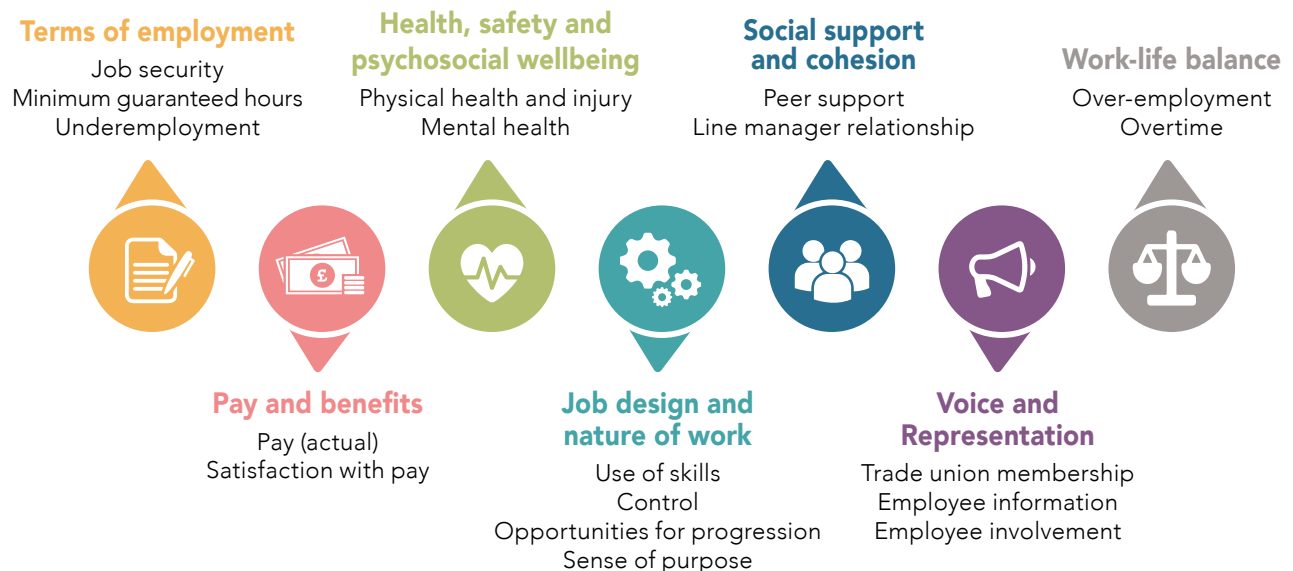 Terms of employment
Job security
Minimum guaranteed hours
Underemployment
£
Pay and benefits
Pay (actual)
Satisfaction with pay
Health, safety and
psychosocial wellbeing
Physical health and injury
Mental health
Job design and
nature of work
Use of skills
Control
Opportunities for progression
Sense of purpose
Social support
and cohesion
Peer support
Line manager relationship
Voice and
Representation
Trade union membership
Employee information
Employee involvement
Work-life balance
Over-employment
Overtime